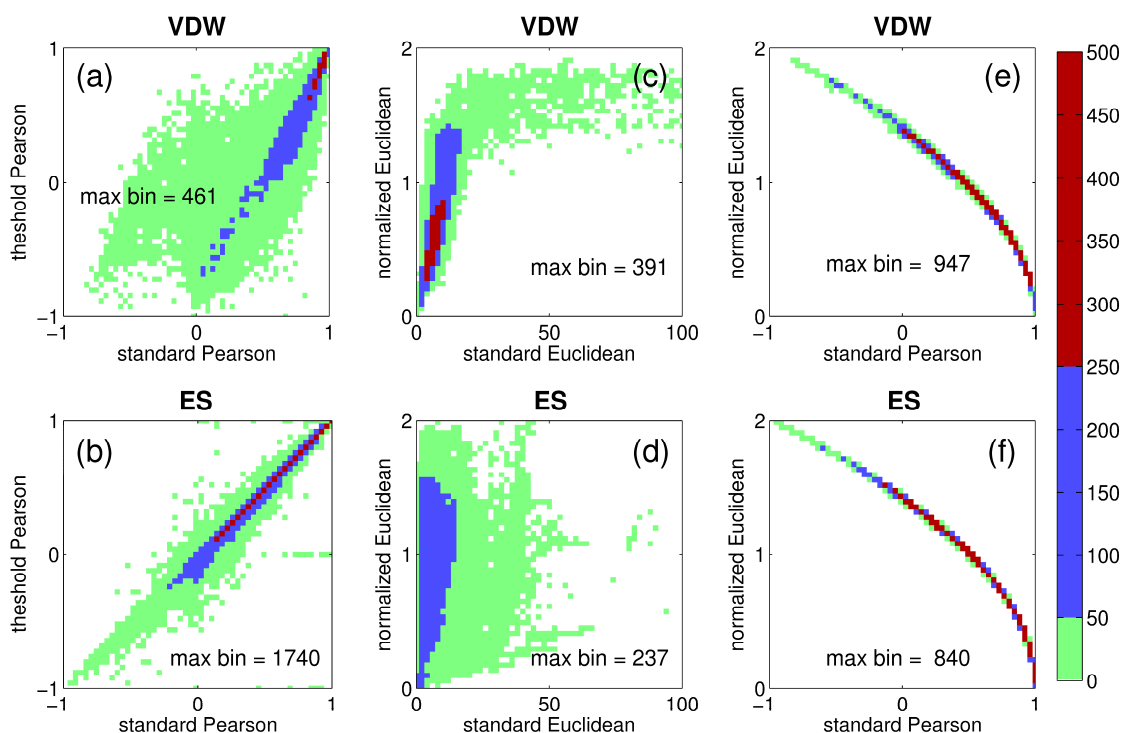 VDW
(a)
1
0
−1
−1
0
1
theshold Pearson
standard Pearson
max bin = 461
VDW
(c)
2
1
0
0
50
100
normalized Euclidean
standard Euclidean
max bin = 391
VDW
(e)
2
1
0
−1
0
1
normalized Euclidean
standard Pearson
max bin = 947
ES
(b)
1
0
−1
−1
0
1
theshold Pearson
standard Pearson
max bin = 1740
ES
(d)
2
1
0
0
50
100
normalized Euclidean
standard Euclidean
max bin = 237
ES
(f)
2
1
0
−1
0
1
normalized Euclidean
standard Pearson
max bin = 840
500
450
400
350
300
250
200
150
100
50
0